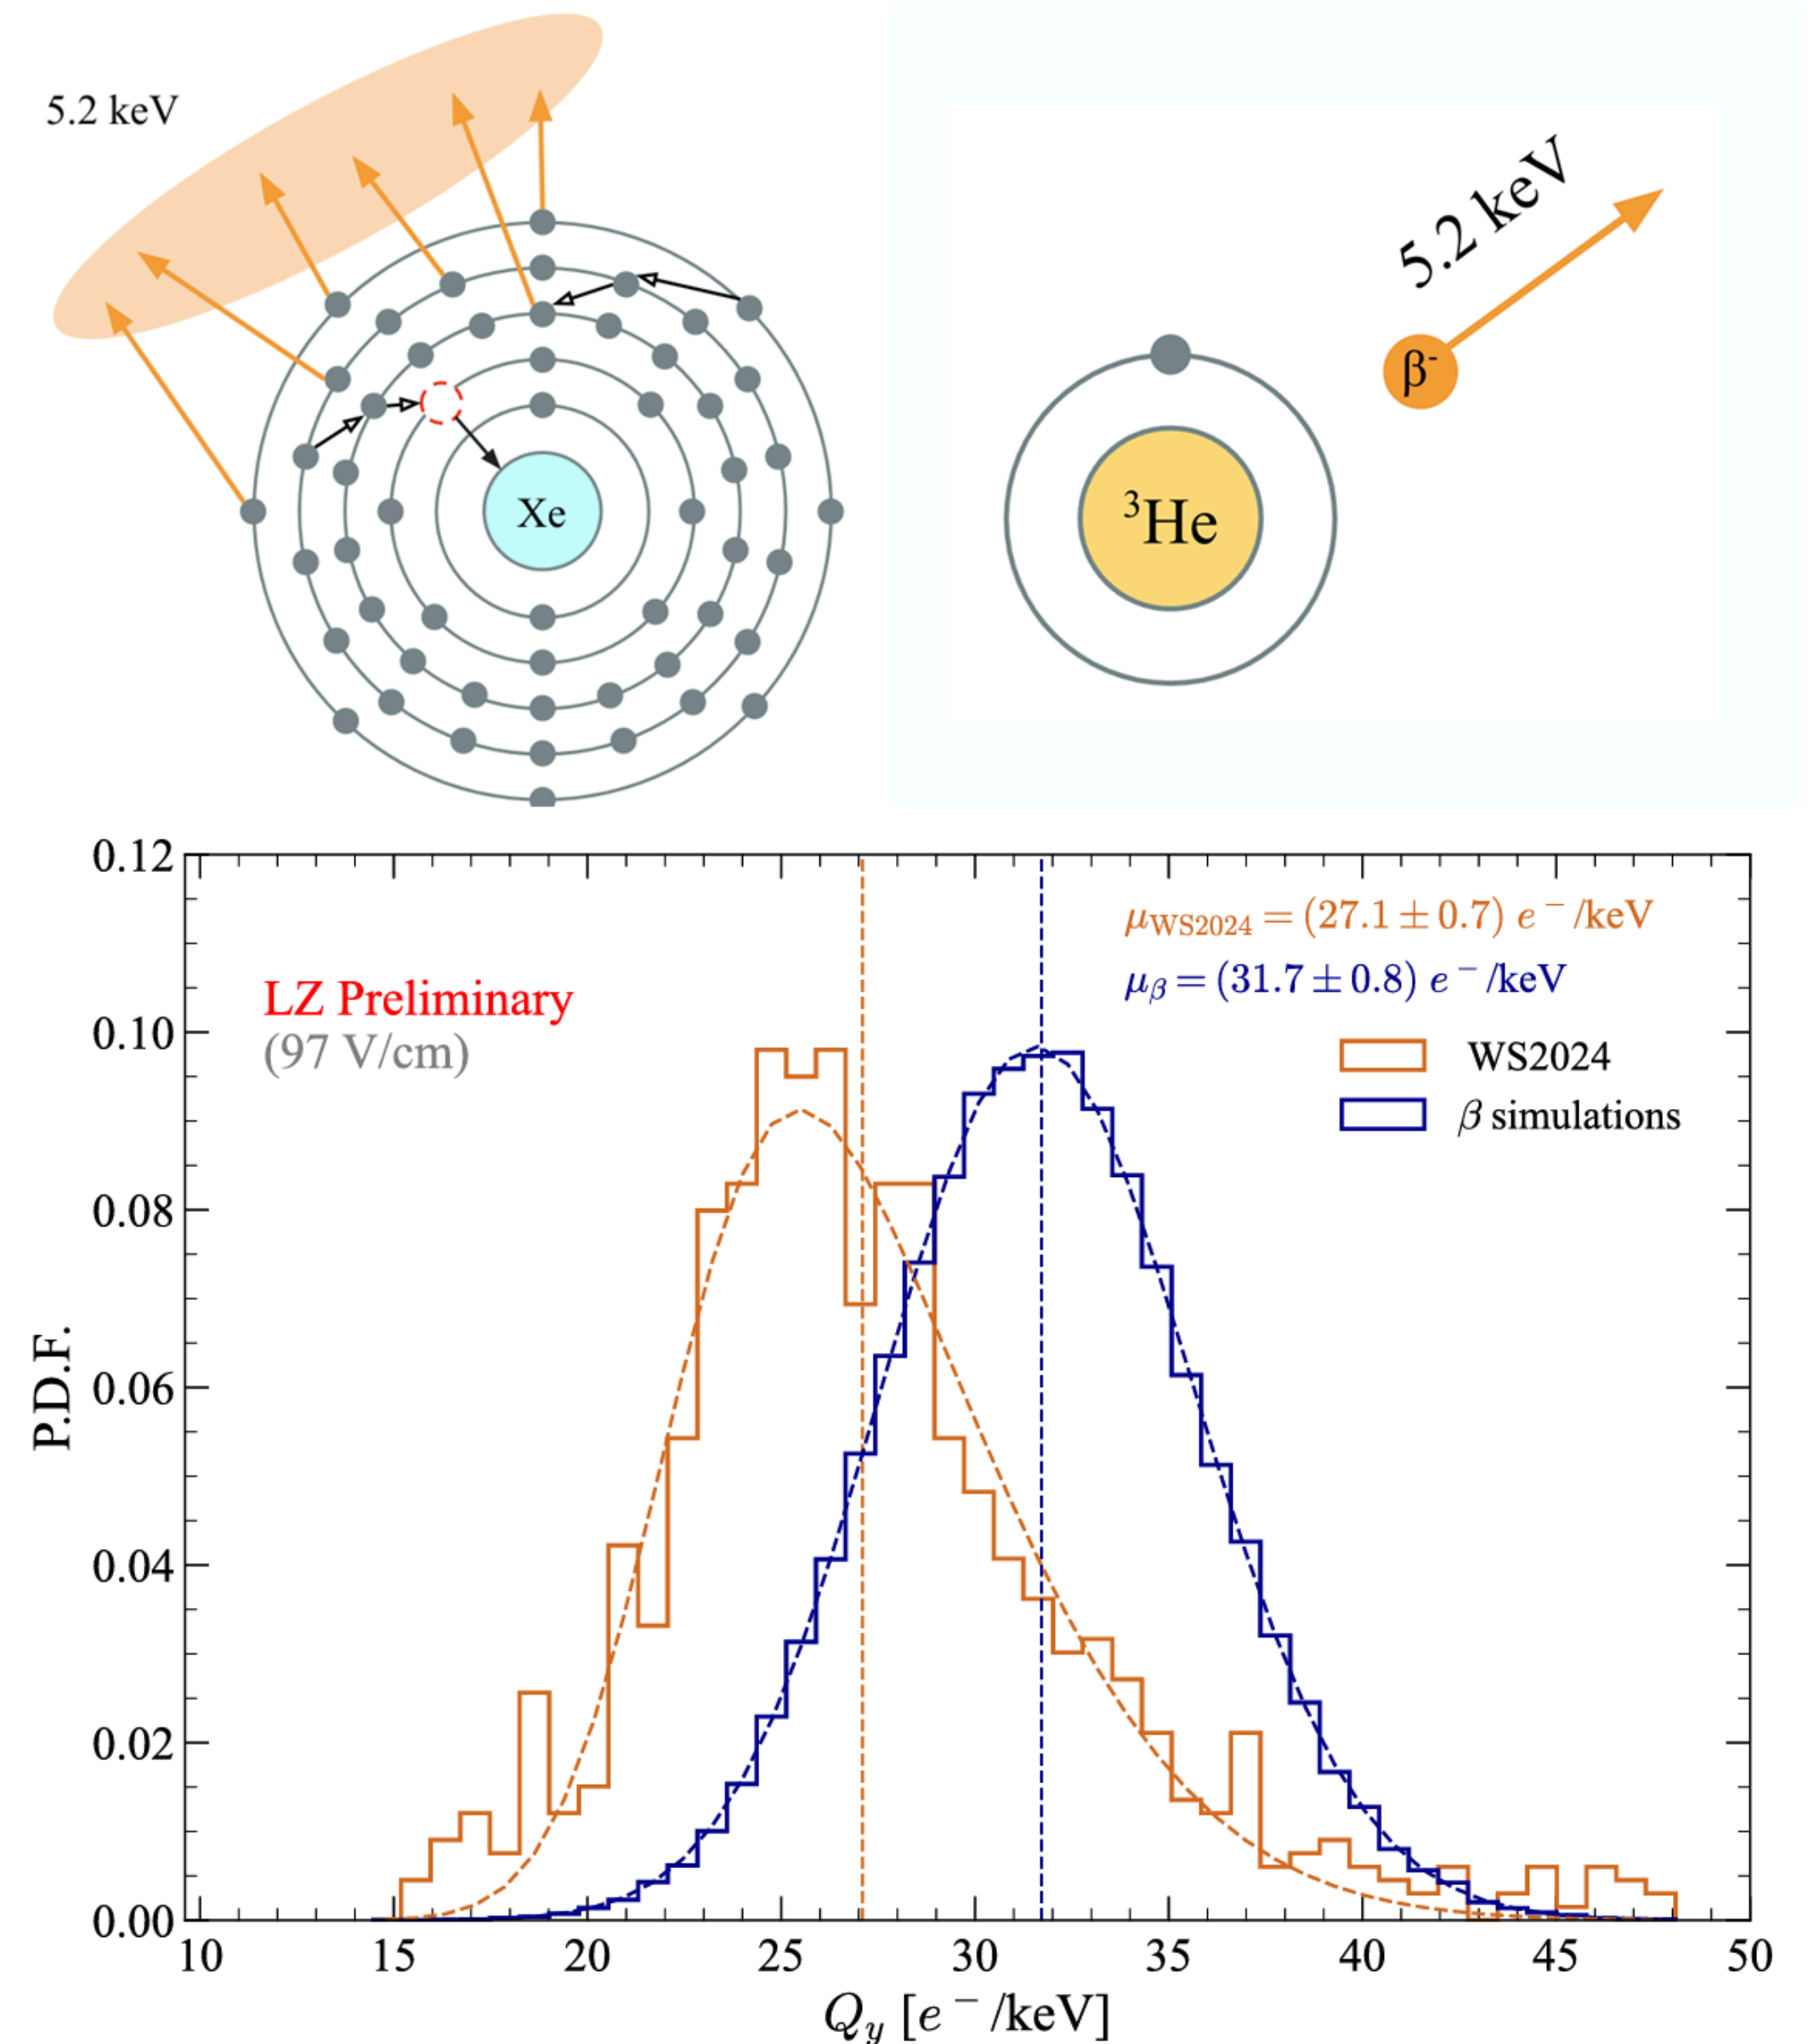 5.2 keV
5.2 keV
β-
Xe
³He
0.12
0.10
0.08
0.06
0.04
0.02
0.00
P.D.F.
μWS2024 = (27.1 ± 0.7) e⁻/keV
μβ = (31.7 ± 0.8) e⁻/keV
LZ Preliminary
(97 V/cm)
WS2024
β simulations
10 15 20 25 30 35 40 45 50
Qy [e⁻/keV]